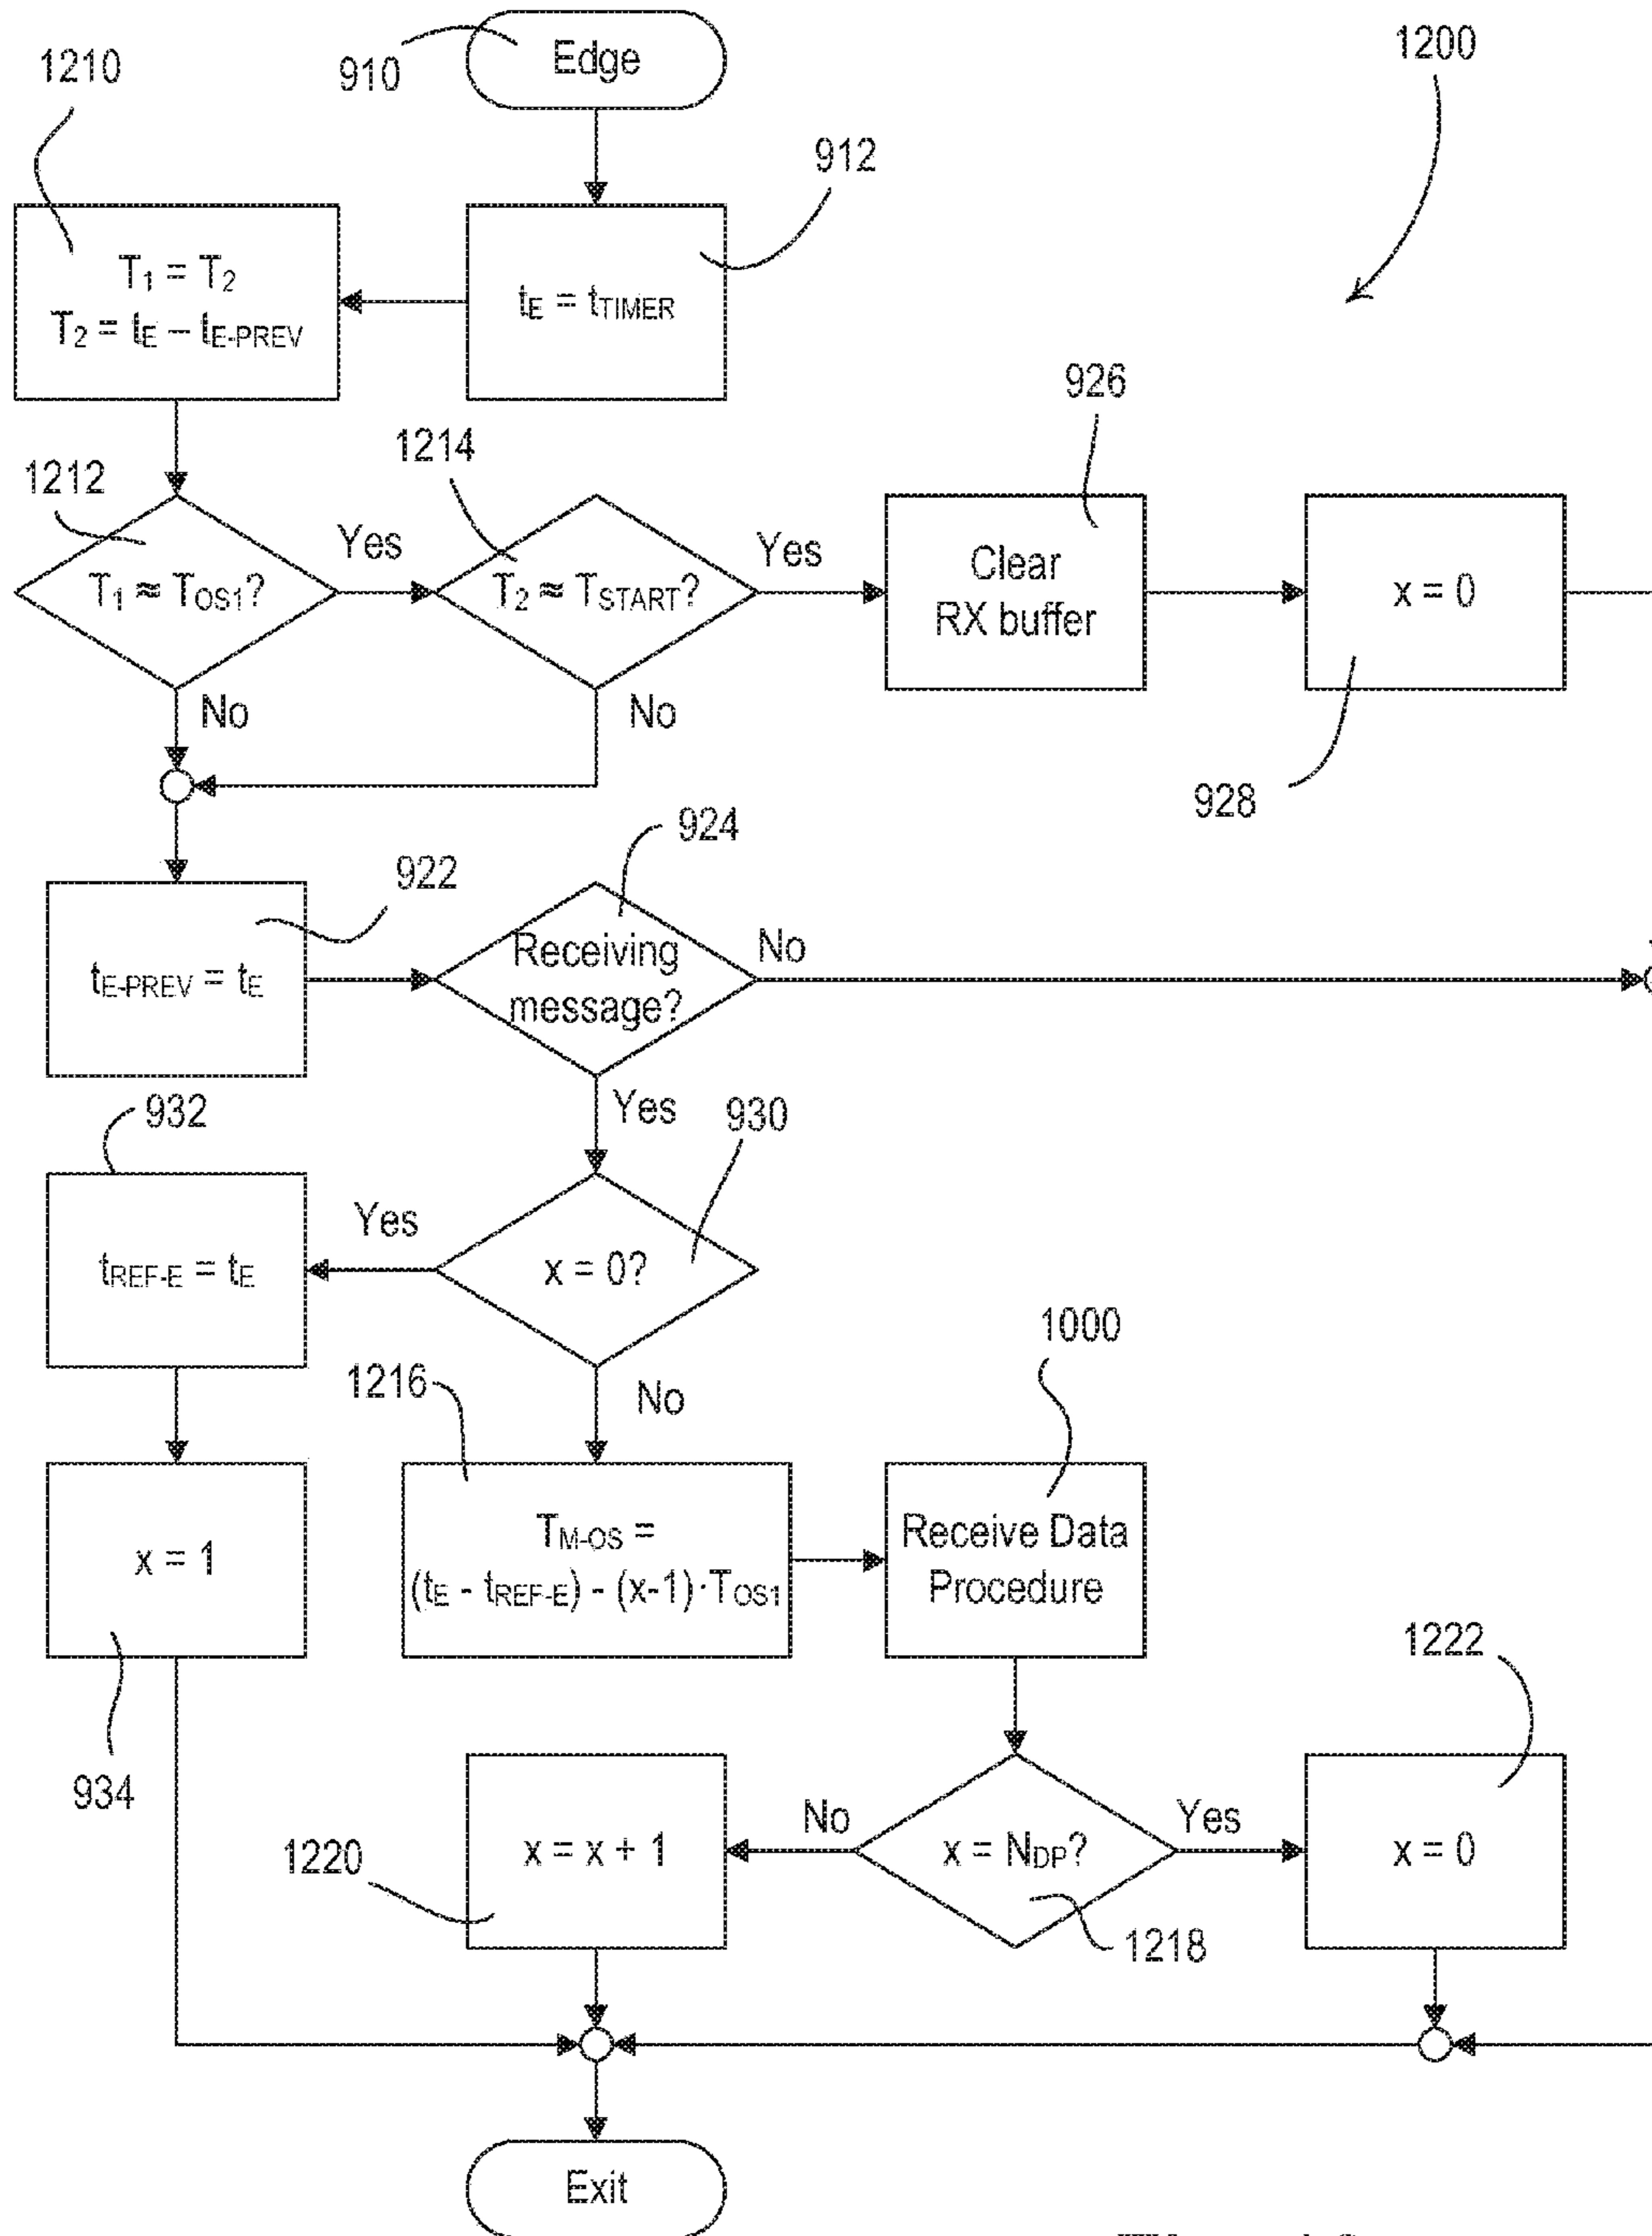 Edge
910
1210
1200
912
T1 = T2
T2 = tE – tE-PREV
tE = tTIMER
926
1214
1212
T1 ≈ TOS1?
Yes
T2 ≈ TSTART?
Yes
Clear
RX buffer
x = 0
No
No
928
924
922
tE-PREV = tE
Receiving
message?
No
Yes
932
930
tREF-E = tE
Yes
x = 0?
1000
1216
No
x = 1
TM-OS =
(tE - tREF-E) - (x-1)·TOS1
Receive Data
Procedure
1222
934
1220
x = x + 1
No
x = NDP?
Yes
x = 0
1218
Exit